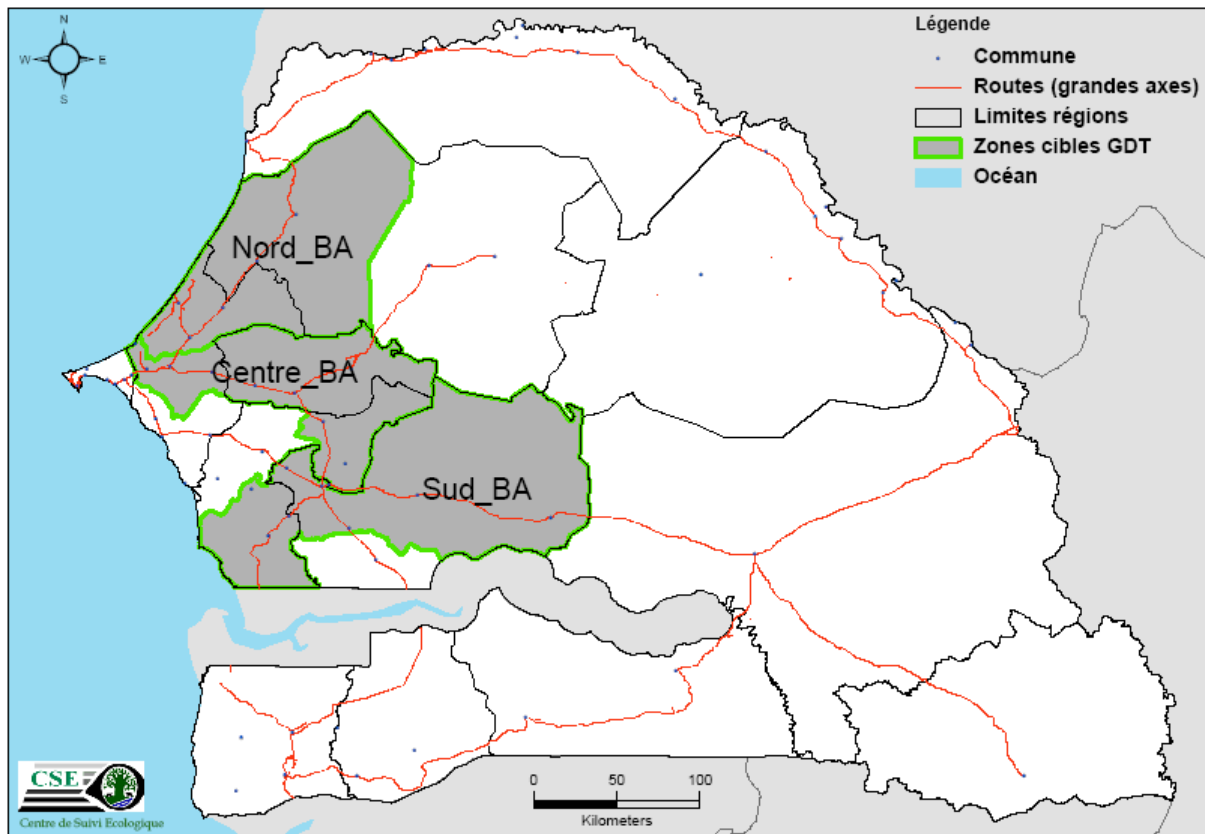 N
W E
S
Légende
Commune
Routes (grandes axes)
Limites régions
Zones cibles GDT
Océan
Nord_BA
Centre_BA
Sud_BA
0 50 100
Kilometers
CSE
Centre de Suivi Ecologique